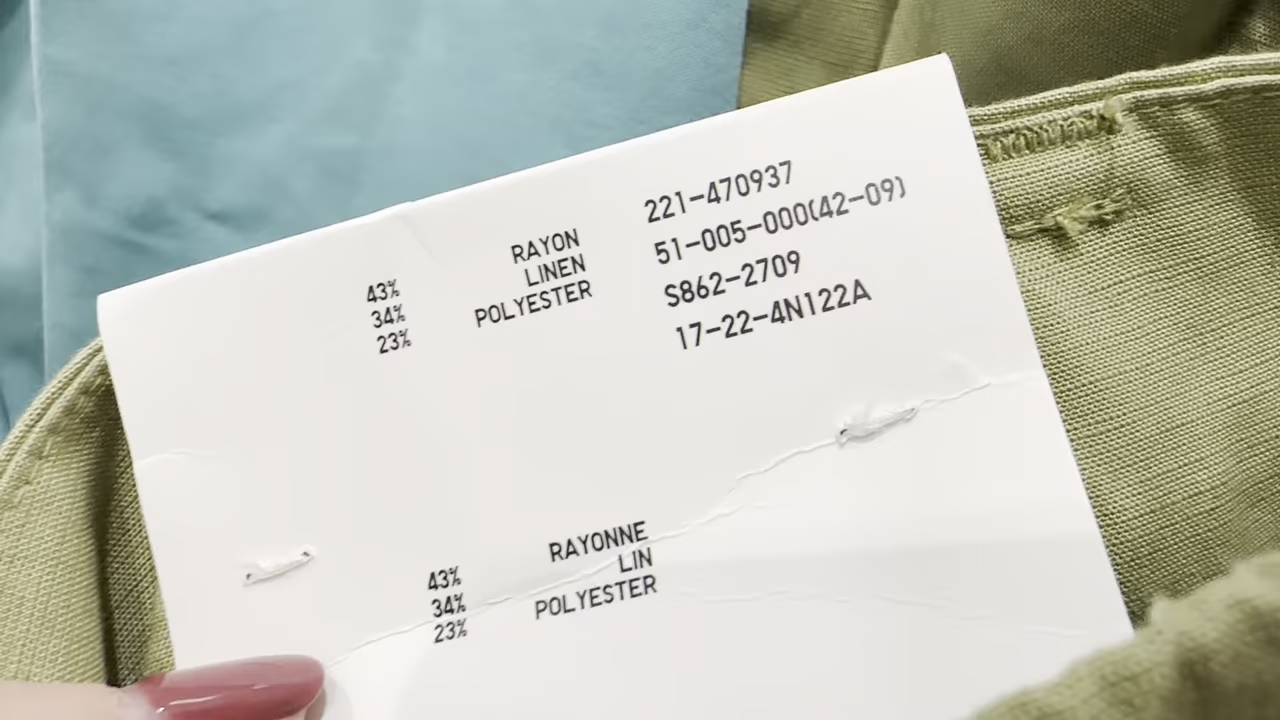 221-470937
51-005-000(42-09)
S862-2709
17-22-4N122A
43% RAYON
34% LINEN
23% POLYESTER
43% RAYONNE
34% LIN
23% POLYESTER